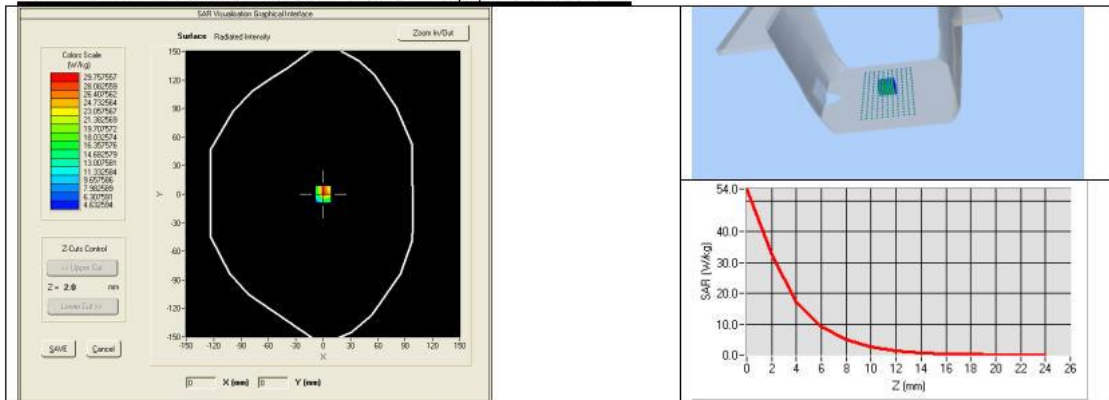 SAR Visualisation Graphical Interface
Surface Radiated Intensity
Zoom In/Out
Colors Scale
(W/kg)
29.757557
28.082559
26.407562
24.732564
23.057567
21.382569
19.707572
18.032574
16.357576
14.682579
13.007581
11.332584
9.657586
7.982589
6.307591
4.632594
Z-Cuts Control
<< Upper Cut
Z = 2.0 mm
Lower Cut >>
SAVE Cancel
150
120
90
60
30
0
-30
-60
-90
-120
-150
Y
-150 -120 -90 -60 -30 0 30 60 90 120 150
X
0 X (mm) 0 Y (mm)
54.0
40.0
30.0
20.0
10.0
0.0
SAR (W/kg)
0 2 4 6 8 10 12 14 16 18 20 22 24 26
Z (mm)